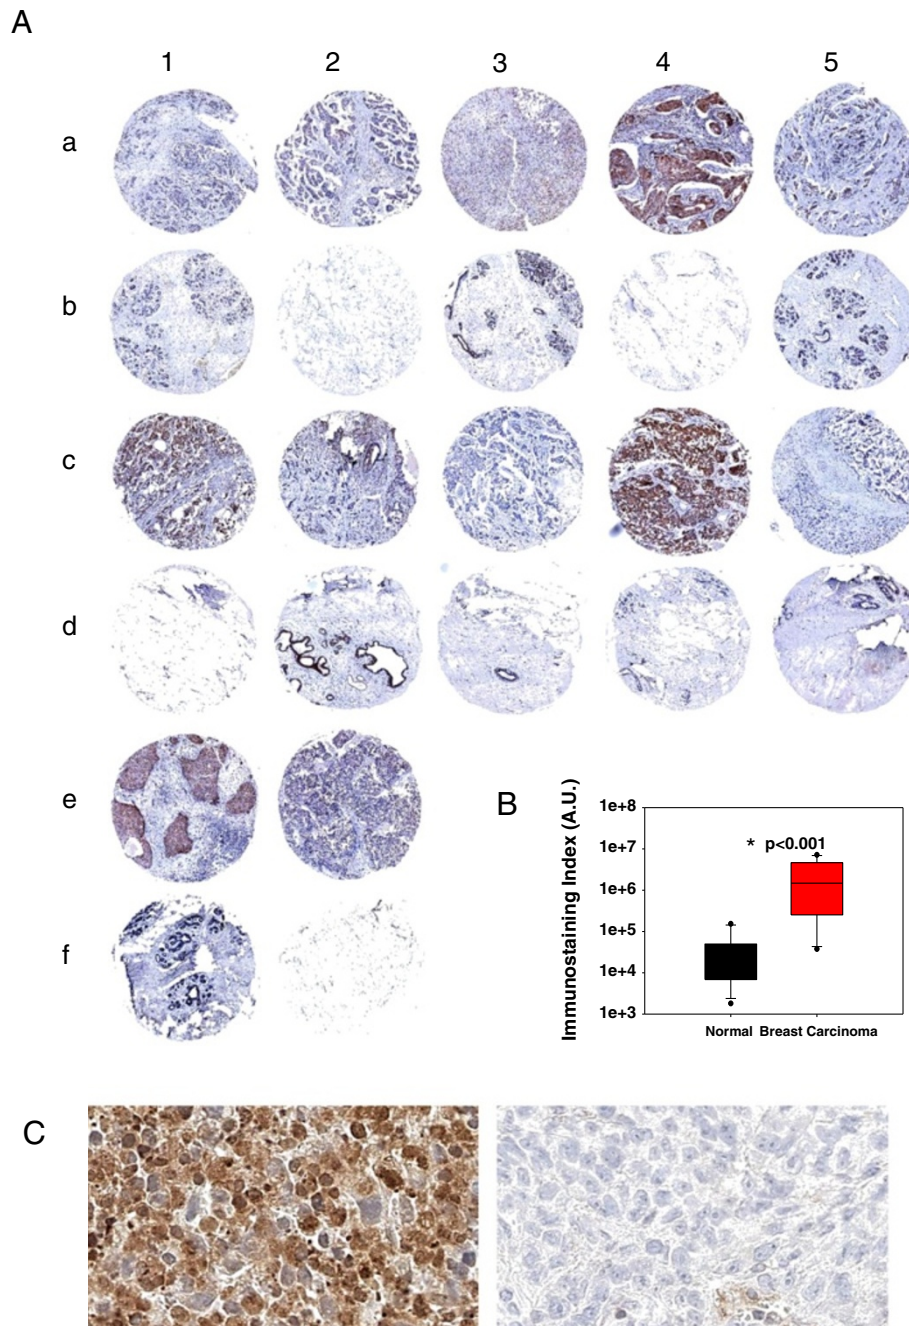 A
1 2 3 4 5
a
b
c
d
e
f
B
Immunostaining Index (A.U.)
1e+8
1e+7
1e+6
1e+5
1e+4
1e+3
* p<0.001
Normal Breast Carcinoma
C